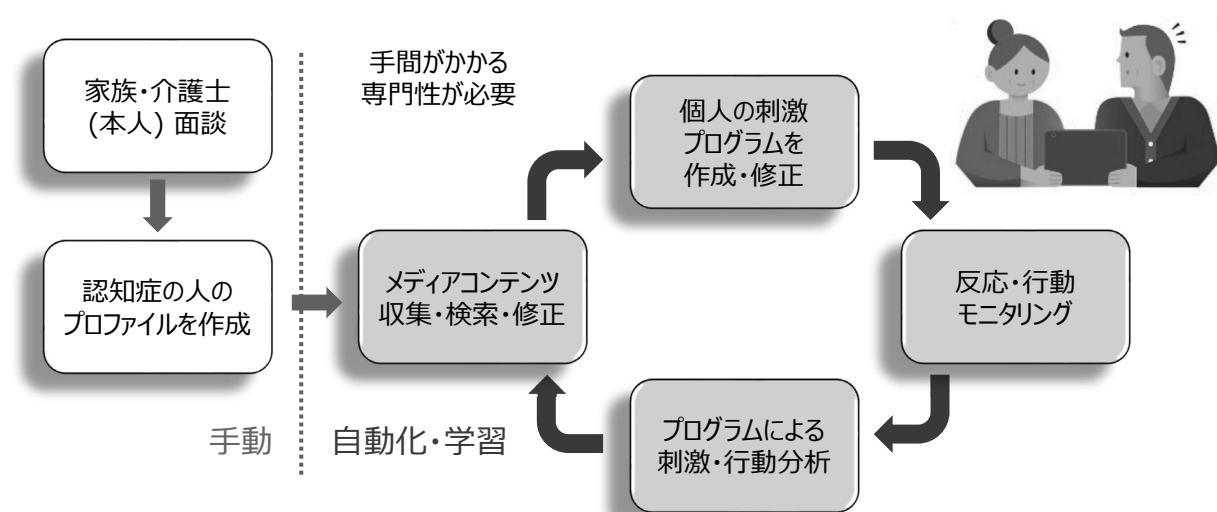 家族・介護士
(本人) 面談
認知症の人の
プロファイルを作成
手動
手間がかかる
専門性が必要
メディアコンテンツ
収集・検索・修正
個人の刺激
プログラムを
作成・修正
反応・行動
モニタリング
プログラムによる
刺激・行動分析
自動化・学習